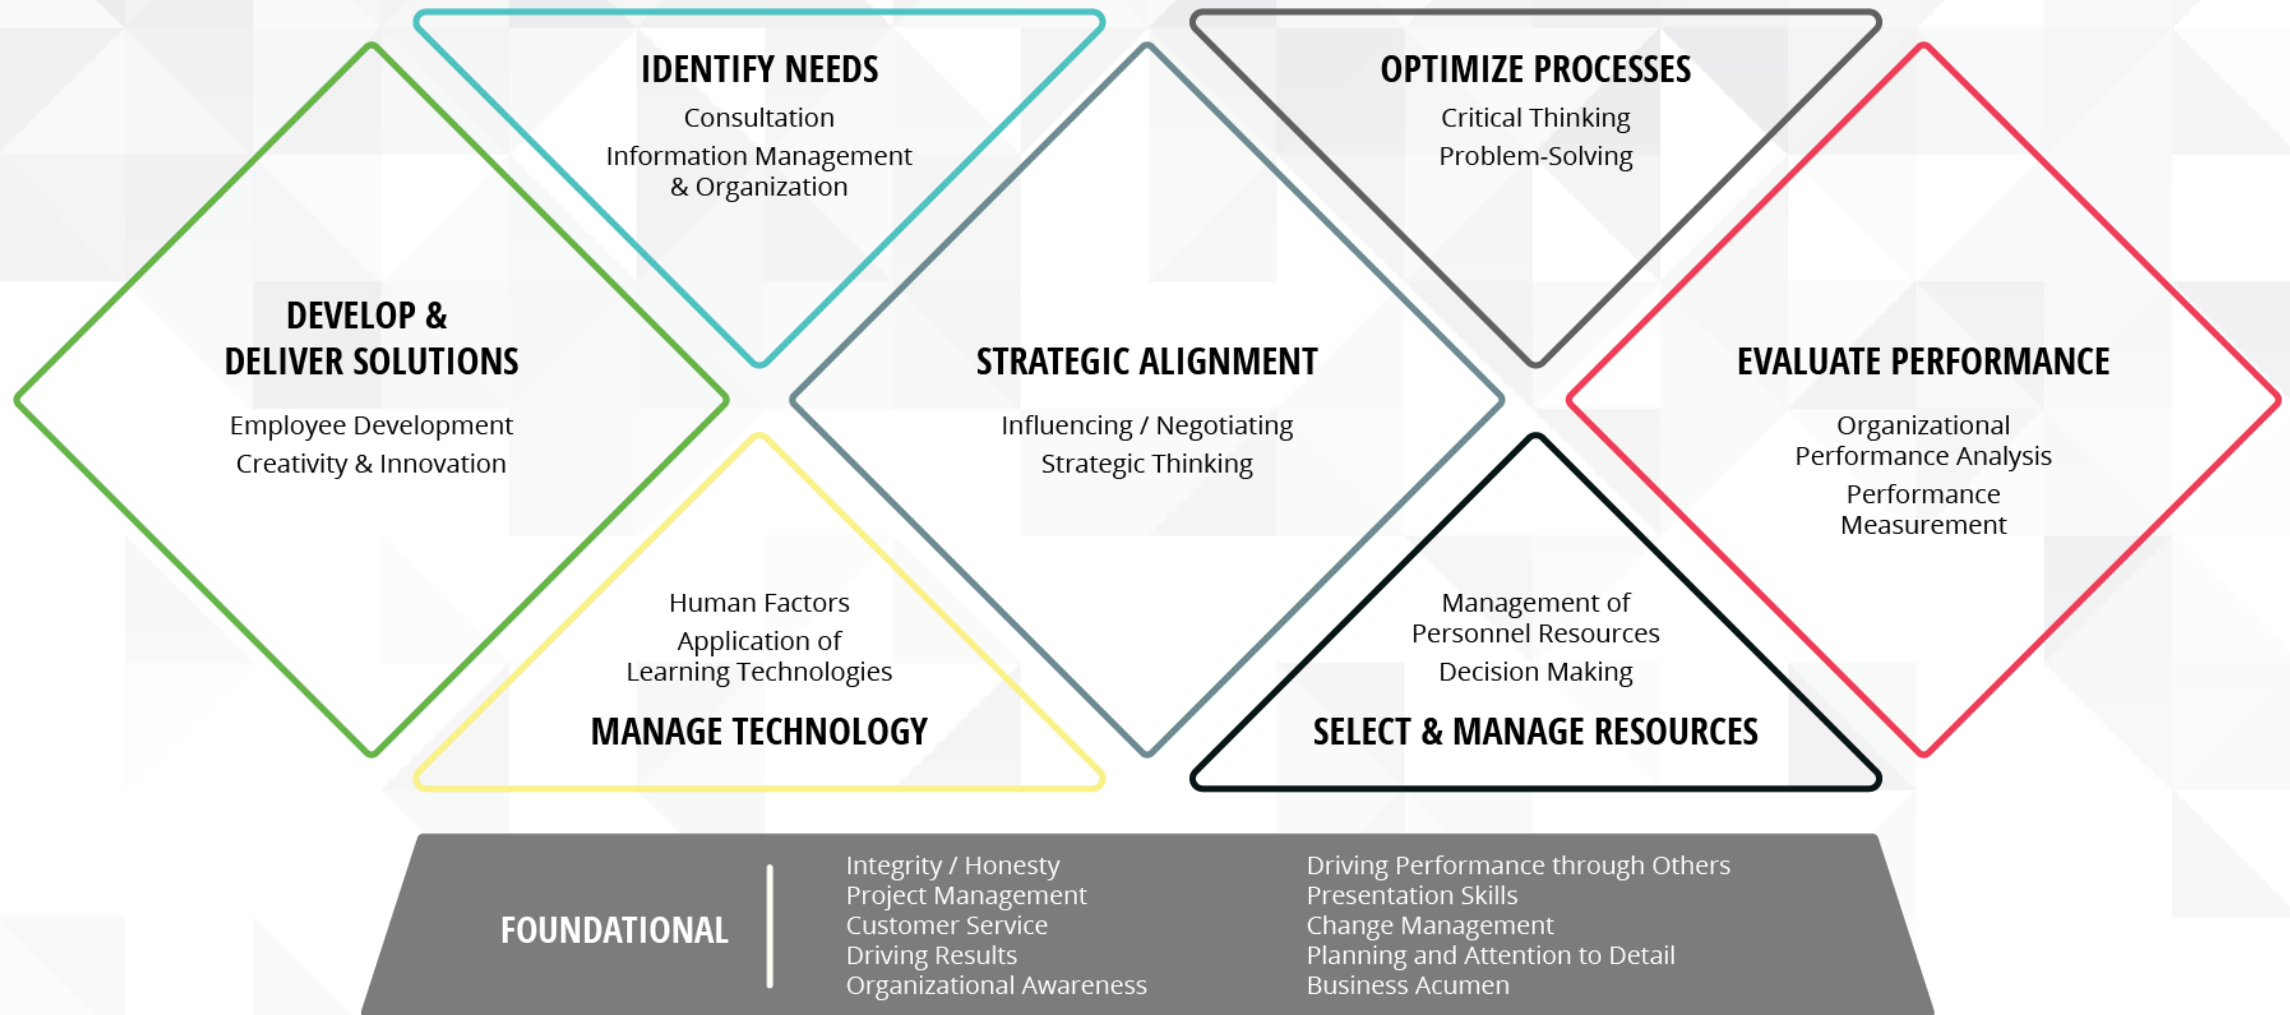 IDENTIFY NEEDS
Consultation
Information Management
& Organization
OPTIMIZE PROCESSES
Critical Thinking
Problem-Solving
DEVELOP &
DELIVER SOLUTIONS
Employee Development
Creativity & Innovation
STRATEGIC ALIGNMENT
Influencing / Negotiating
Strategic Thinking
EVALUATE PERFORMANCE
Organizational
Performance Analysis
Performance
Measurement
Human Factors
Application of
Learning Technologies
MANAGE TECHNOLOGY
Management of
Personnel Resources
Decision Making
SELECT & MANAGE RESOURCES
FOUNDATIONAL
Integrity / Honesty
Project Management
Customer Service
Driving Results
Organizational Awareness
Driving Performance through Others
Presentation Skills
Change Management
Planning and Attention to Detail
Business Acumen